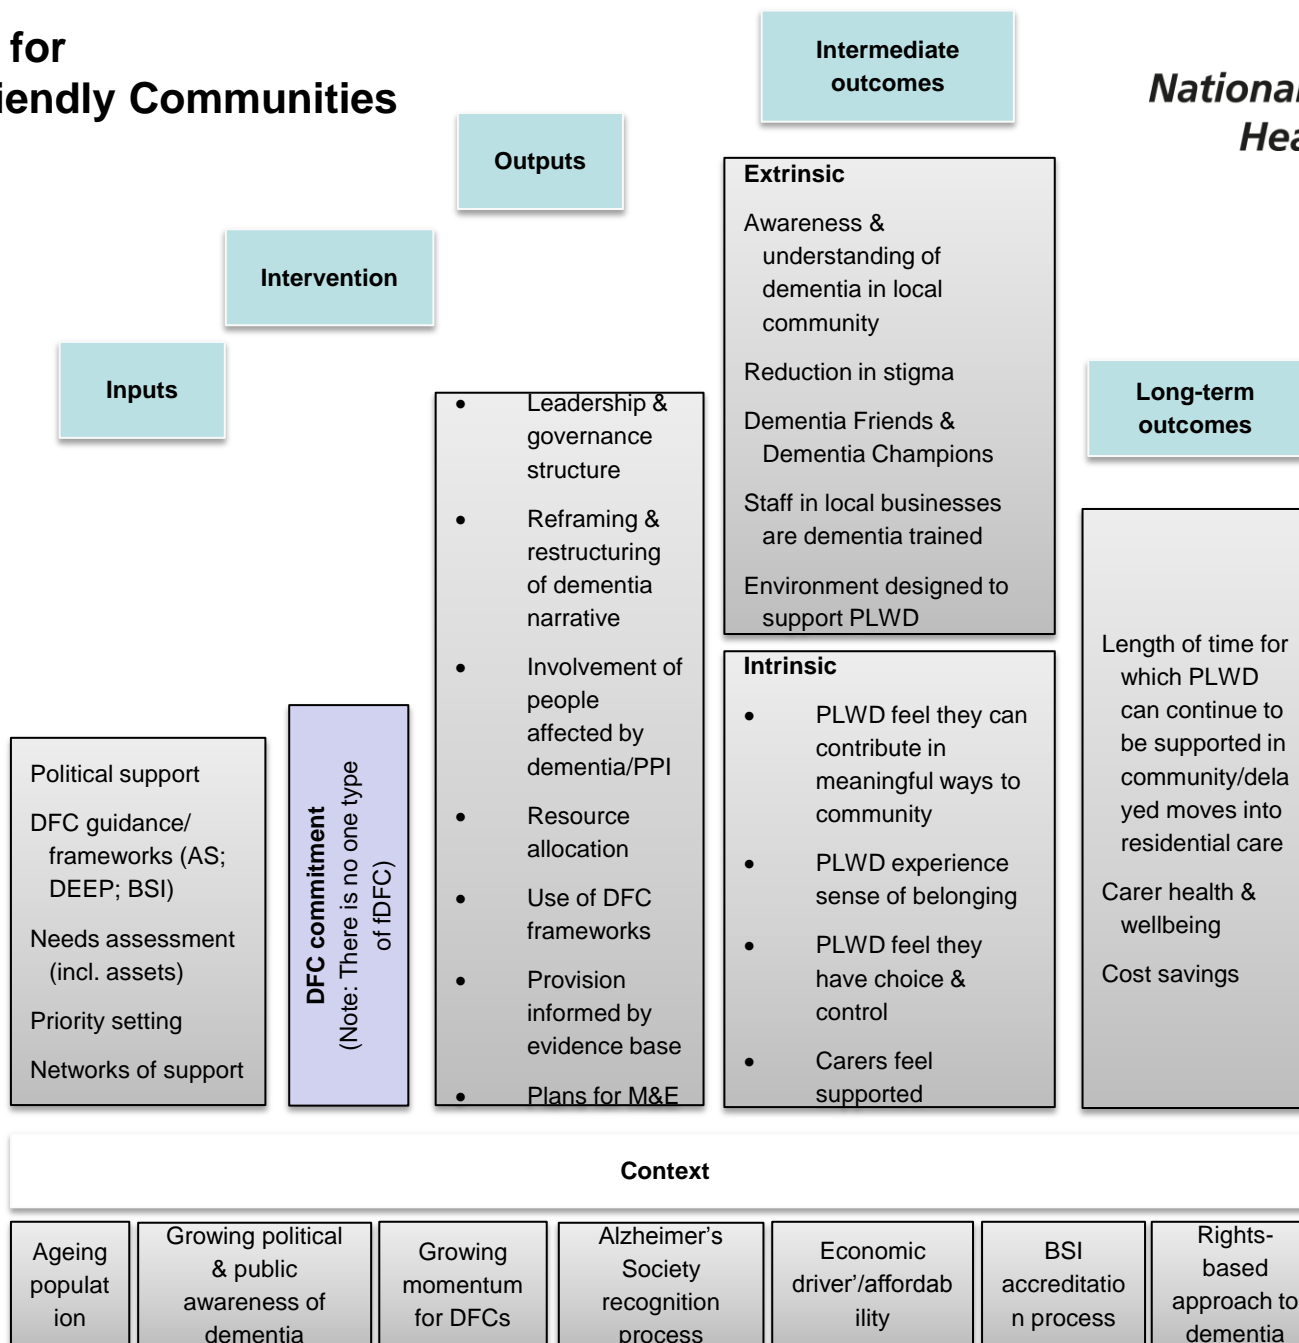 for
iendly Communities
National
Hea
Inputs
Intervention
Outputs
Intermediate
outcomes
Long-term
outcomes
Political support
DFC guidance/
frameworks (AS;
DEEP; BSI)
Needs assessment
(incl. assets)
Priority setting
Networks of support
DFC commitment
(Note: There is no one type
of fDFC)
• Leadership &
governance
structure
• Reframing &
restructuring
of dementia
narrative
• Involvement of
people
affected by
dementia/PPI
• Resource
allocation
• Use of DFC
frameworks
• Provision
informed by
evidence base
• Plans for M&E
Extrinsic
Awareness &
understanding of
dementia in local
community
Reduction in stigma
Dementia Friends &
Dementia Champions
Staff in local businesses
are dementia trained
Environment designed to
support PLWD
Intrinsic
• PLWD feel they can
contribute in
meaningful ways to
community
• PLWD experience
sense of belonging
• PLWD feel they
have choice &
control
• Carers feel
supported
Length of time for
which PLWD
can continue to
be supported in
community/dela
yed moves into
residential care
Carer health &
wellbeing
Cost savings
Context
Ageing
populat
ion
Growing political
& public
awareness of
dementia
Growing
momentum
for DFCs
Alzheimer's
Society
recognition
process
Economic
driver'/affordab
ility
BSI
accreditatio
n process
Rights-
based
approach to
dementia